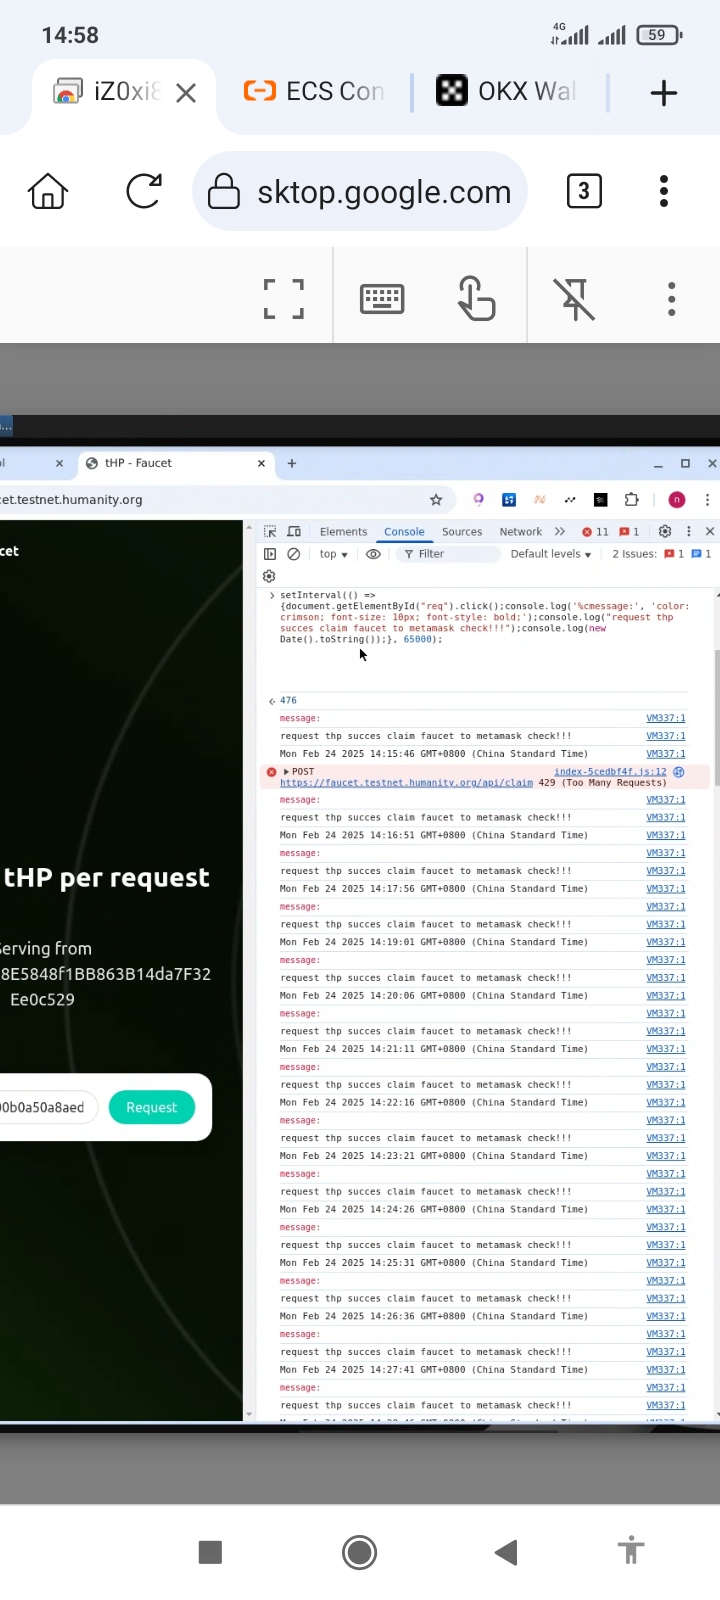 14:58
4G
59
iZ0xi8
ECS Con
OKX Wal
sktop.google.com
3
...
ol
tHP - Faucet
cet.testnet.humanity.org
n
cet
Elements
Console
Sources
Network
11
1
top
Filter
Default levels
2 Issues:
1
1
setInterval(() =>
{document.getElementById("req").click();console.log('%cmessage:', 'color:
crimson; font-size: 10px; font-style: bold;');console.log("request thp
succes claim faucet to metamask check!!!");console.log(new
Date().toString());}, 65000);
476
message: VM337:1
request thp succes claim faucet to metamask check!!! VM337:1
Mon Feb 24 2025 14:15:46 GMT+0800 (China Standard Time) VM337:1
POST index-5cedbf4f.js:12
https://faucet.testnet.humanity.org/api/claim 429 (Too Many Requests)
message: VM337:1
request thp succes claim faucet to metamask check!!! VM337:1
Mon Feb 24 2025 14:16:51 GMT+0800 (China Standard Time) VM337:1
message: VM337:1
request thp succes claim faucet to metamask check!!! VM337:1
Mon Feb 24 2025 14:17:56 GMT+0800 (China Standard Time) VM337:1
message: VM337:1
request thp succes claim faucet to metamask check!!! VM337:1
Mon Feb 24 2025 14:19:01 GMT+0800 (China Standard Time) VM337:1
message: VM337:1
request thp succes claim faucet to metamask check!!! VM337:1
Mon Feb 24 2025 14:20:06 GMT+0800 (China Standard Time) VM337:1
message: VM337:1
request thp succes claim faucet to metamask check!!! VM337:1
Mon Feb 24 2025 14:21:11 GMT+0800 (China Standard Time) VM337:1
message: VM337:1
request thp succes claim faucet to metamask check!!! VM337:1
Mon Feb 24 2025 14:22:16 GMT+0800 (China Standard Time) VM337:1
message: VM337:1
request thp succes claim faucet to metamask check!!! VM337:1
Mon Feb 24 2025 14:23:21 GMT+0800 (China Standard Time) VM337:1
message: VM337:1
request thp succes claim faucet to metamask check!!! VM337:1
Mon Feb 24 2025 14:24:26 GMT+0800 (China Standard Time) VM337:1
message: VM337:1
request thp succes claim faucet to metamask check!!! VM337:1
Mon Feb 24 2025 14:25:31 GMT+0800 (China Standard Time) VM337:1
message: VM337:1
request thp succes claim faucet to metamask check!!! VM337:1
Mon Feb 24 2025 14:26:36 GMT+0800 (China Standard Time) VM337:1
message: VM337:1
request thp succes claim faucet to metamask check!!! VM337:1
Mon Feb 24 2025 14:27:41 GMT+0800 (China Standard Time) VM337:1
message: VM337:1
request thp succes claim faucet to metamask check!!! VM337:1
tHP per request
Serving from
8E5848f1BB863B14da7F32
Ee0c529
00b0a50a8aed
Request